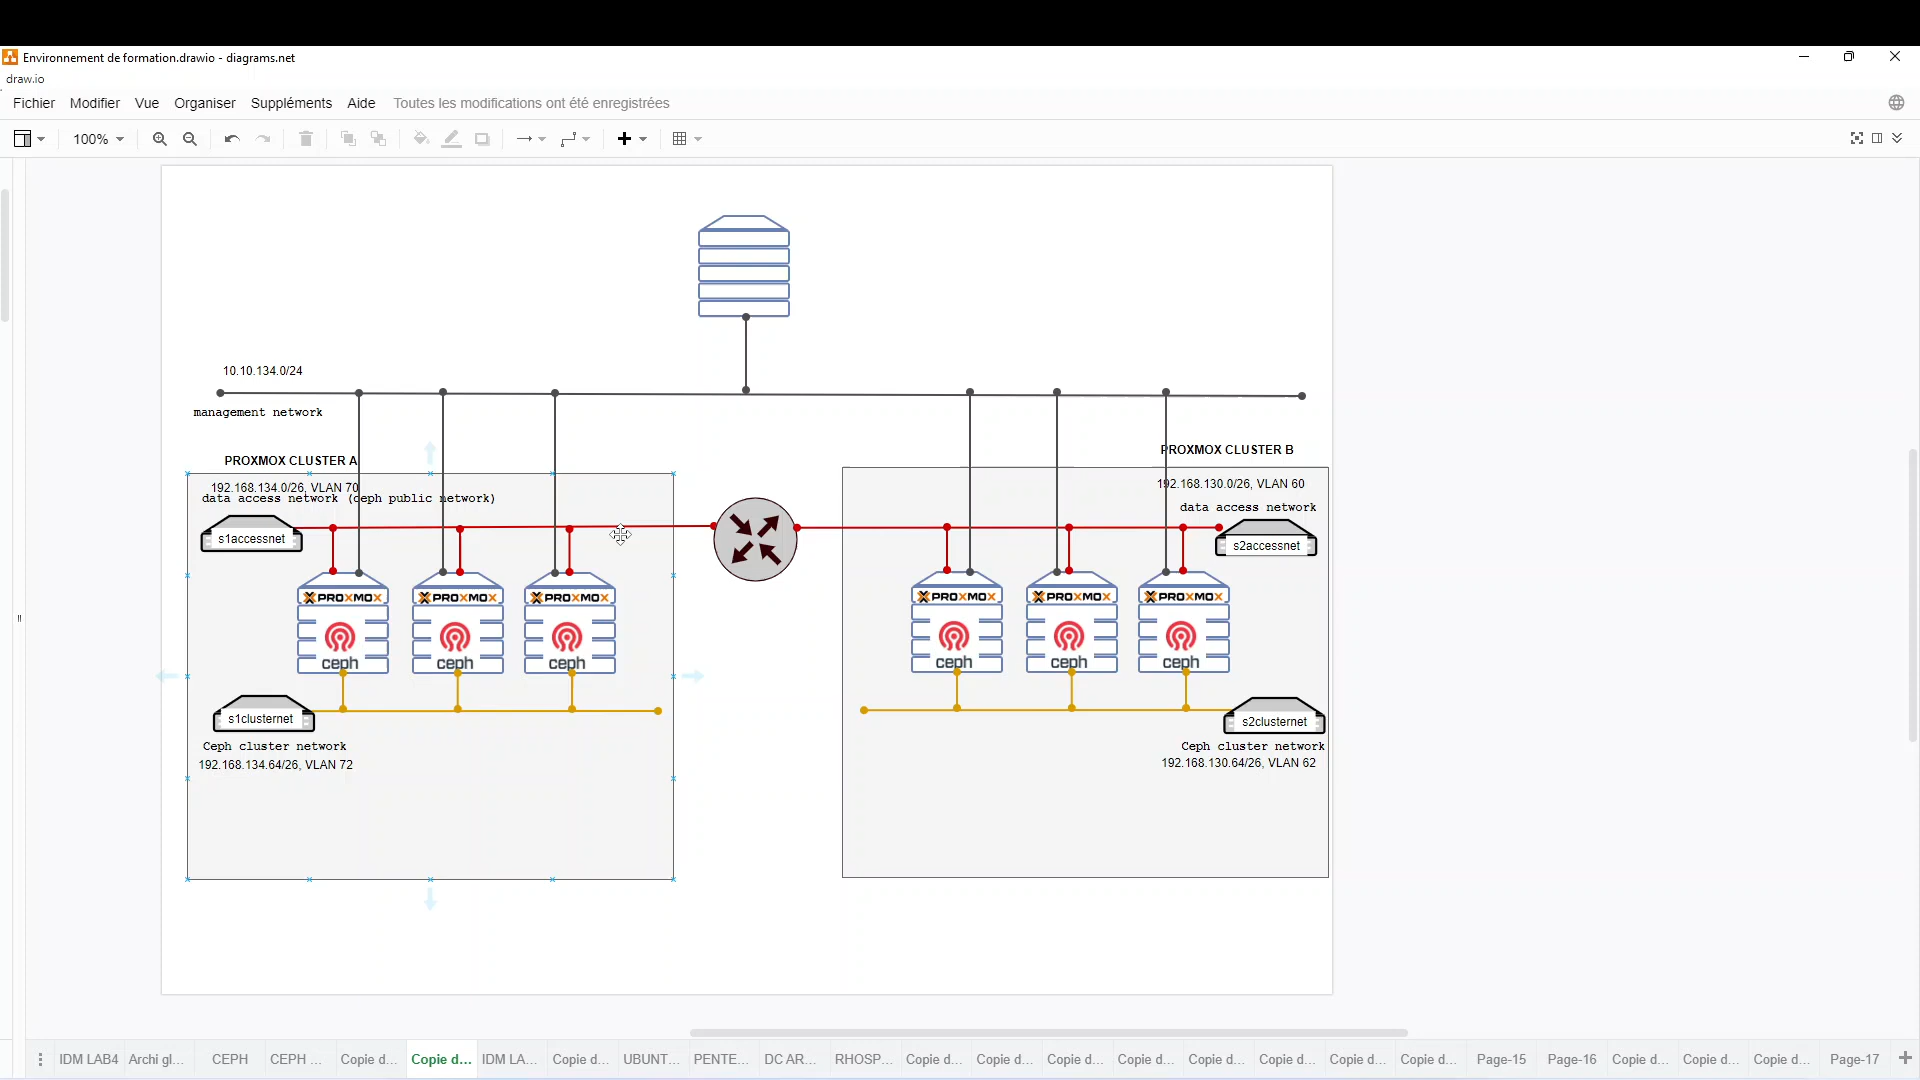 Environnement de formation.drawio - diagrams.net
draw.io
Fichier Modifier Vue Organiser Suppléments Aide Toutes les modifications ont été enregistrées
100%
10.10.134.0/24
management network
PROXMOX CLUSTER A
PROXMOX CLUSTER B
192.168.134.0/26, VLAN 70
data access network (ceph public network)
192.168.130.0/26, VLAN 60
data access network
s1accessnet
s2accessnet
PROXMOX PROXMOX PROXMOX
PROXMOX PROXMOX PROXMOX
ceph ceph ceph
ceph ceph ceph
s1clusternet
s2clusternet
Ceph cluster network
192.168.134.64/26, VLAN 72
Ceph cluster network
192.168.130.64/26, VLAN 62
IDM LAB4 Archi gl... CEPH CEPH ... Copie d... Copie d... IDM LA... Copie d... UBUNT... PENTE... DC AR... RHOSP... Copie d... Copie d... Copie d... Copie d... Copie d... Copie d... Copie d... Copie d... Page-15 Page-16 Copie d... Copie d... Copie d... Page-17